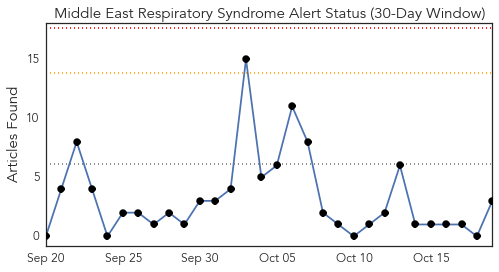 Middle East Respiratory Syndrome Alert Status (30-Day Window)
Articles Found
15
10
5
0
Sep 20
Sep 25
Sep 30
Oct 05
Oct 10
Oct 15